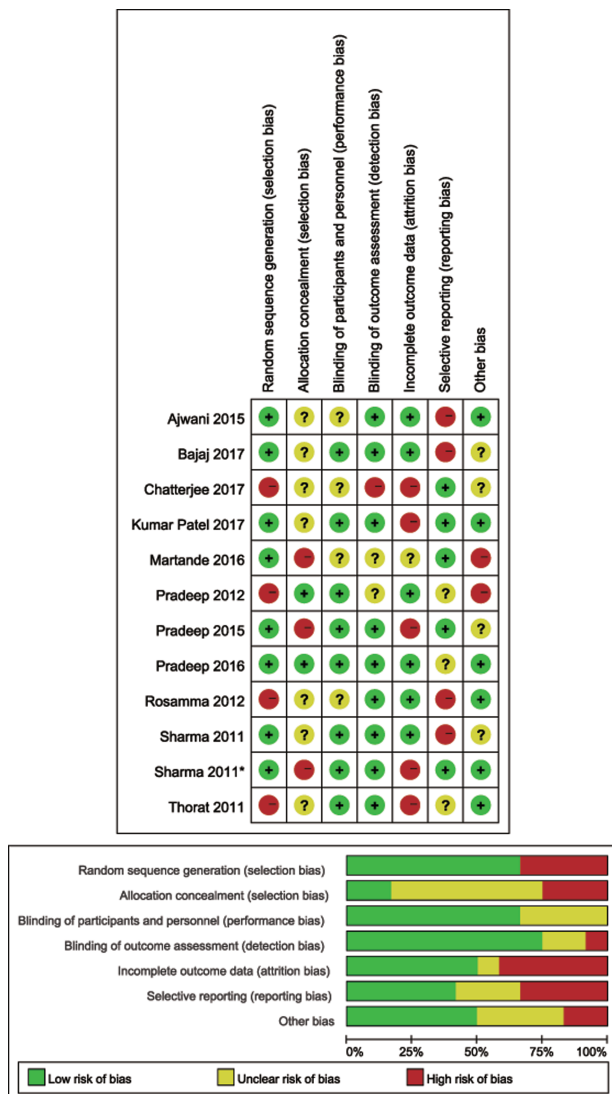 Random sequence generation (selection bias)
Allocation concealment (selection bias)
Blinding of participants and personnel (performance bias)
Blinding of outcome assessment (detection bias)
Incomplete outcome data (attrition bias)
Selective reporting (reporting bias)
Other bias
Ajwani 2015 + ? ? + + - +
Bajaj 2017 + ? + + + - ?
Chatterjee 2017 - ? ? - - + ?
Kumar Patel 2017 + ? + + - + +
Martande 2016 + - ? ? ? + -
Pradeep 2012 - + + ? + ? -
Pradeep 2015 + - + + - + ?
Pradeep 2016 + + + + + ? +
Rosamma 2012 - ? ? + + - +
Sharma 2011 + ? + + + - ?
Sharma 2011* + - + + - + +
Thorat 2011 - ? + + - ? +
Random sequence generation (selection bias)
Allocation concealment (selection bias)
Blinding of participants and personnel (performance bias)
Blinding of outcome assessment (detection bias)
Incomplete outcome data (attrition bias)
Selective reporting (reporting bias)
Other bias
0% 25% 50% 75% 100%
Low risk of bias Unclear risk of bias High risk of bias